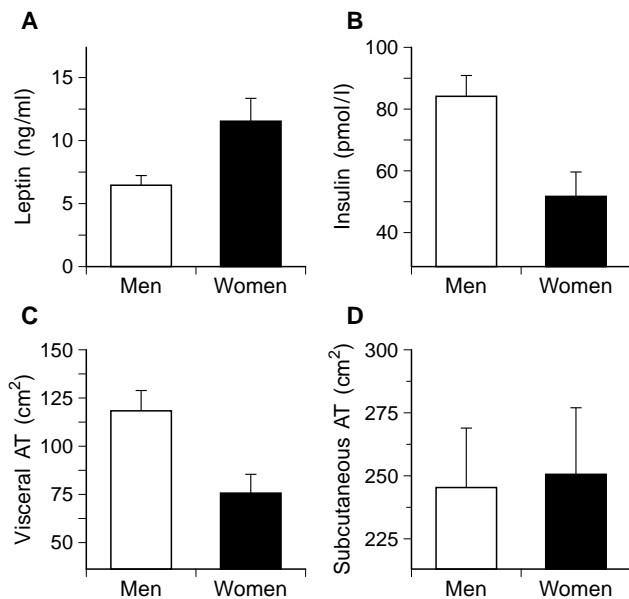 A
Leptin (ng/ml)
15
10
5
0
Men Women
B
Insulin (pmol/l)
100
80
60
40
Men Women
C
Visceral AT (cm²)
150
125
100
75
50
Men Women
D
Subcutaneous AT (cm²)
300
275
250
225
Men Women